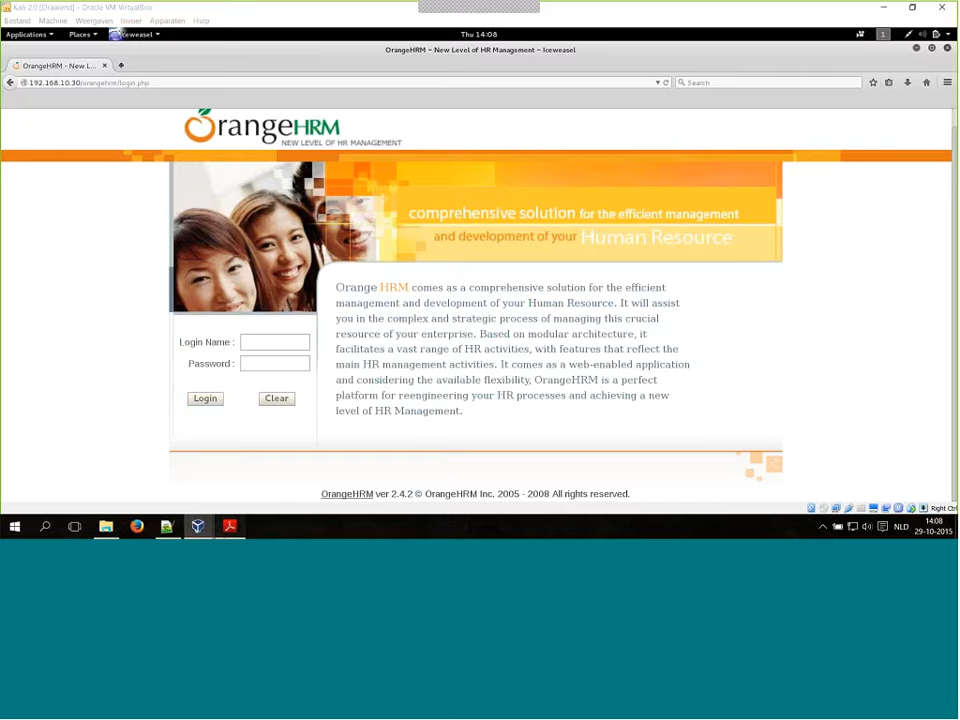 Kali 2.0 [Draaiend] - Oracle VM VirtualBox
Bestand Machine Weergeven Invoer Apparaten Hulp
Applications Places Iceweasel Thu 14:08 1
OrangeHRM - New Level of HR Management - Iceweasel
OrangeHRM - New L...
192.168.10.30/orangehrm/login.php Search
OrangeHRM
NEW LEVEL OF HR MANAGEMENT
comprehensive solution for the efficient management
and development of your Human Resource
Orange HRM comes as a comprehensive solution for the efficient
management and development of your Human Resource. It will assist
you in the complex and strategic process of managing this crucial
resource of your enterprise. Based on modular architecture, it
facilitates a vast range of HR activities, with features that reflect the
main HR management activities. It comes as a web-enabled application
and considering the available flexibility, OrangeHRM is a perfect
platform for reengineering your HR processes and achieving a new
level of HR Management.
Login Name :
Password :
Login Clear
OrangeHRM ver 2.4.2 © OrangeHRM Inc. 2005 - 2008 All rights reserved.
Right Ctrl
NLD
14:08
29-10-2015